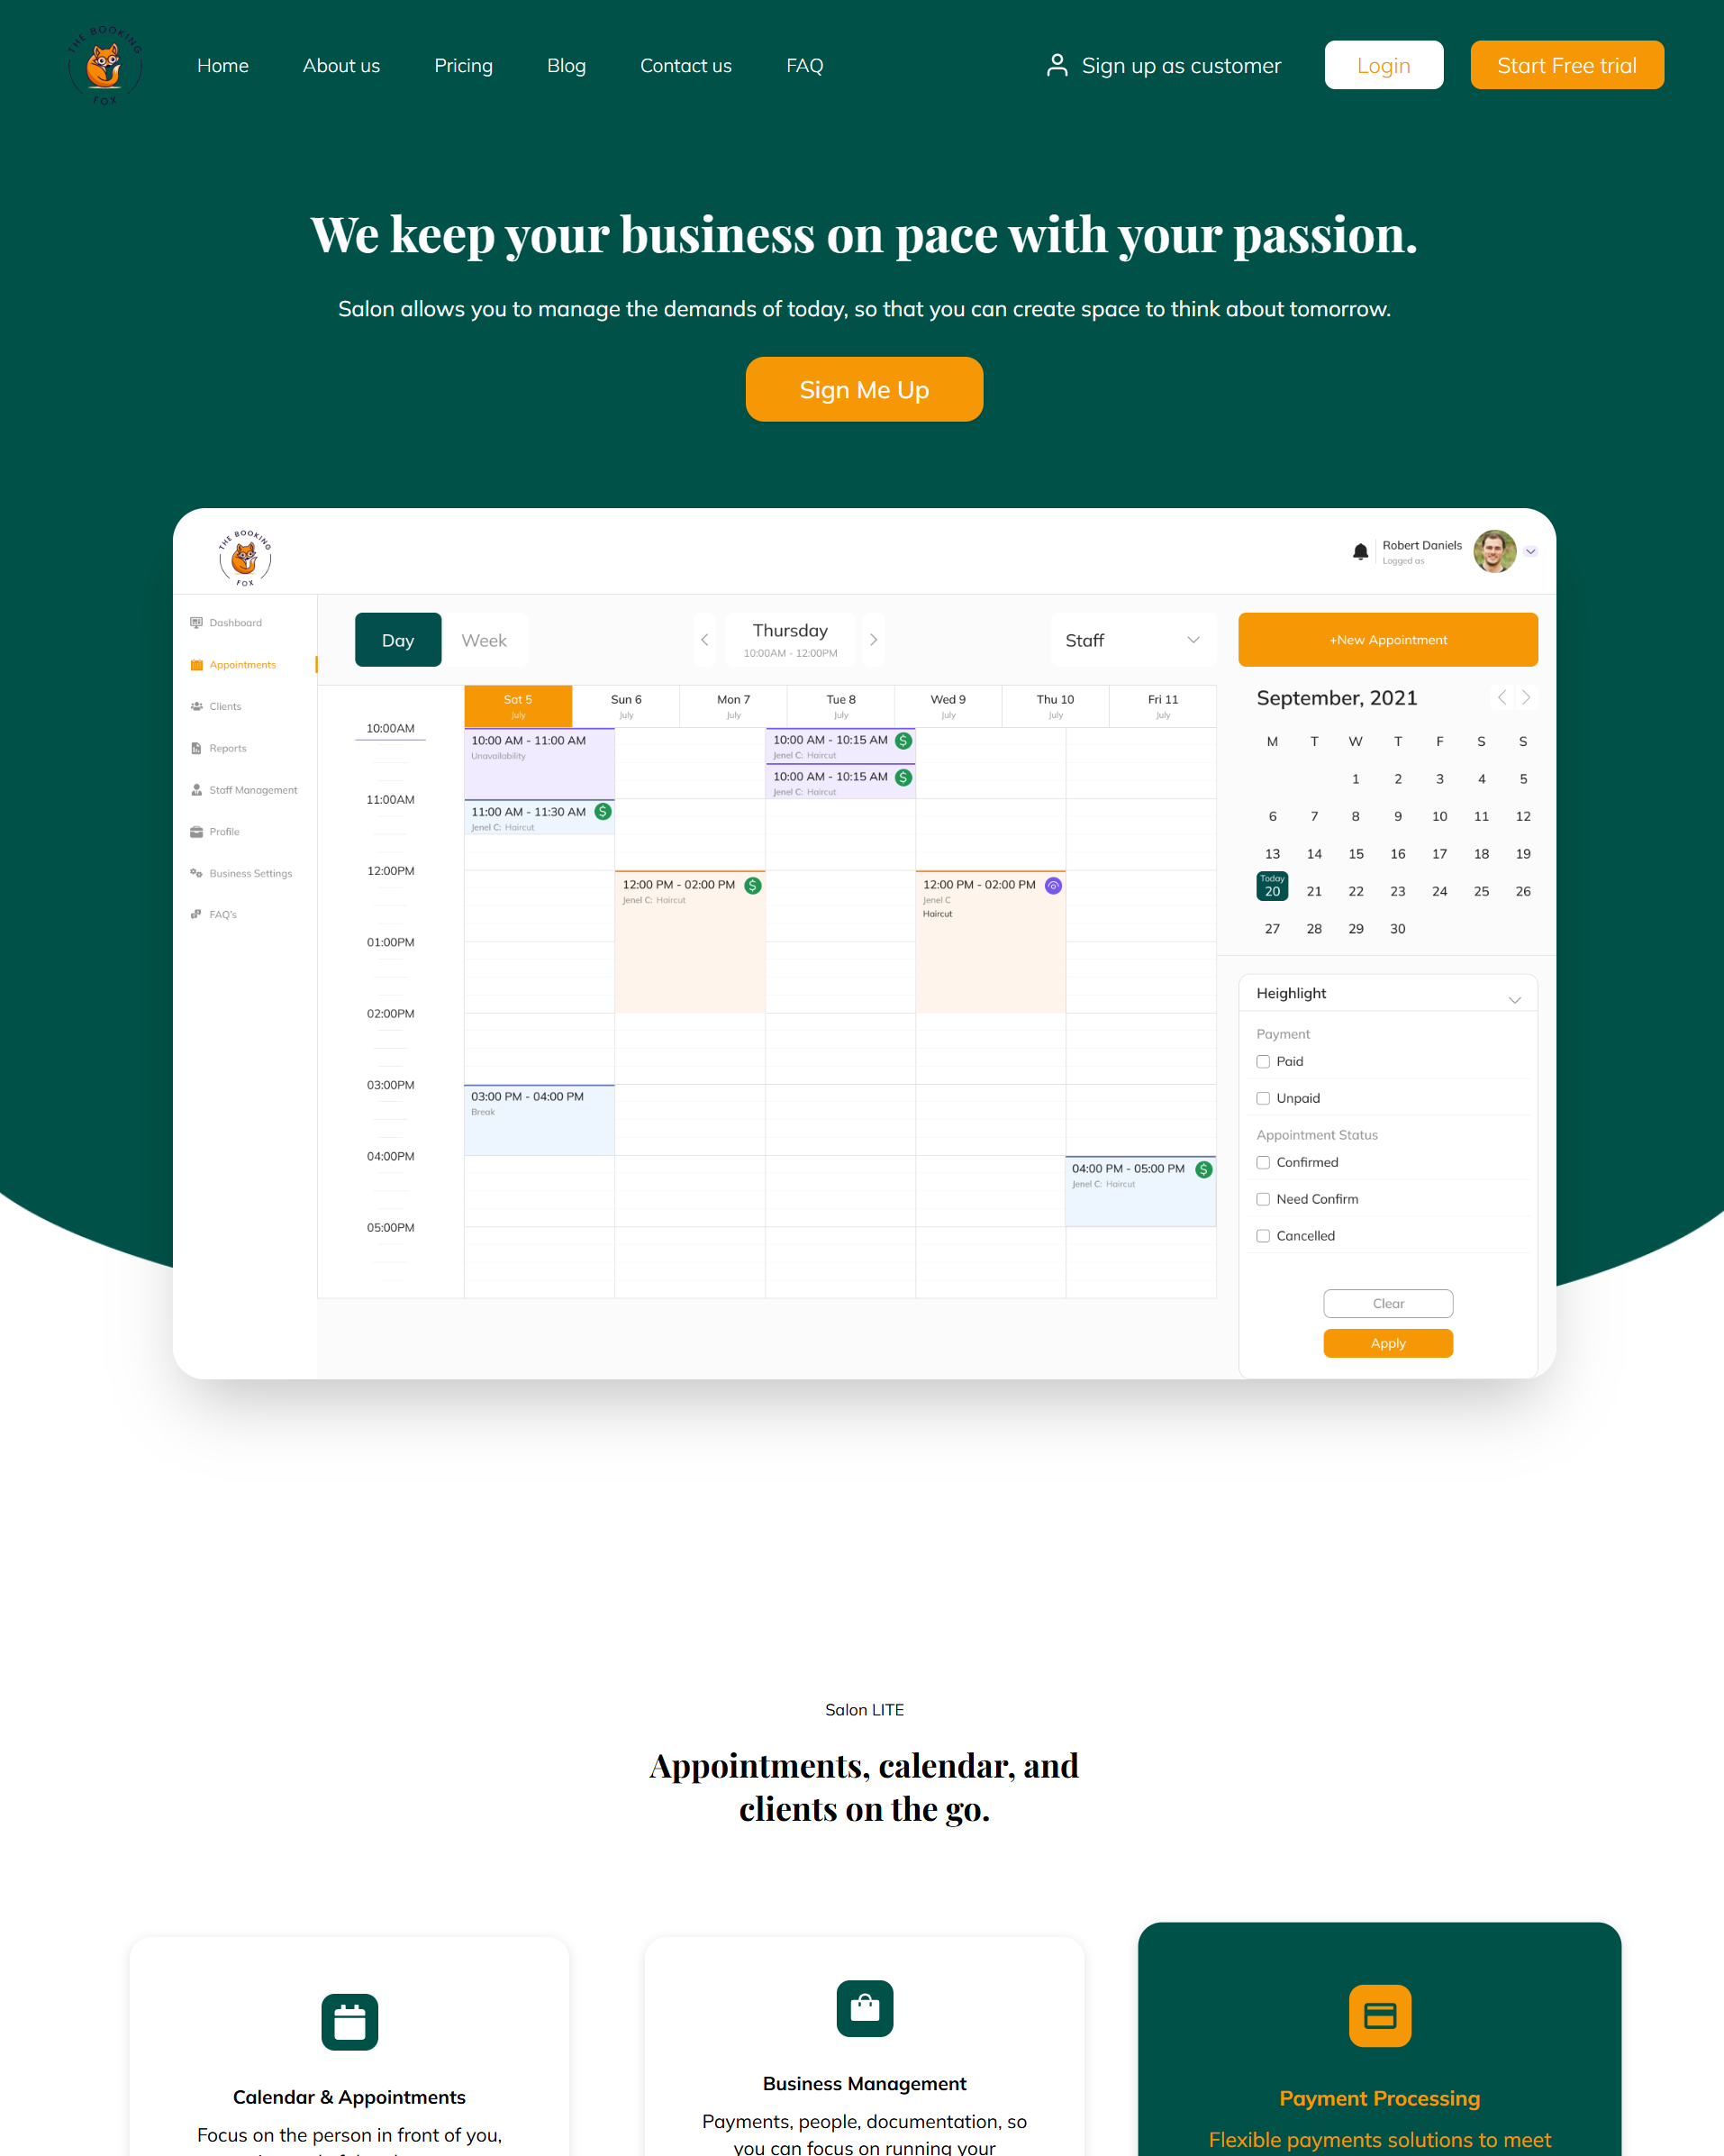 THE BOOKING
FOX
Home
About us
Pricing
Blog
Contact us
FAQ
Sign up as customer
Login
Start Free trial
We keep your business on pace with your passion.
Salon allows you to manage the demands of today, so that you can create space to think about tomorrow.
Sign Me Up
THE BOOKING
FOX
Robert Daniels
Logged as
Dashboard
Appointments
Clients
Reports
Staff Management
Profile
Business Settings
FAQ's
Day
Week
Thursday
10:00AM - 12:00PM
Staff
+New Appointment
Sat 5
July
Sun 6
July
Mon 7
July
Tue 8
July
Wed 9
July
Thu 10
July
Fri 11
July
10:00AM
11:00AM
12:00PM
01:00PM
02:00PM
03:00PM
04:00PM
05:00PM
10:00 AM - 11:00 AM
Unavailability
11:00 AM - 11:30 AM $
Jenel C: Haircut
03:00 PM - 04:00 PM
Break
12:00 PM - 02:00 PM $
Jenel C: Haircut
10:00 AM - 10:15 AM $
Jenel C: Haircut
10:00 AM - 10:15 AM $
Jenel C: Haircut
12:00 PM - 02:00 PM
Jenel C
Haircut
04:00 PM - 05:00 PM $
Jenel C: Haircut
September, 2021
M T W T F S S
1 2 3 4 5
6 7 8 9 10 11 12
13 14 15 16 17 18 19
Today
20 21 22 23 24 25 26
27 28 29 30
Heighlight
Payment
Paid
Unpaid
Appointment Status
Confirmed
Need Confirm
Cancelled
Clear
Apply
Salon LITE
Appointments, calendar, and
clients on the go.
Calendar & Appointments
Focus on the person in front of you,
Business Management
Payments, people, documentation, so
you can focus on running your
Payment Processing
Flexible payments solutions to meet